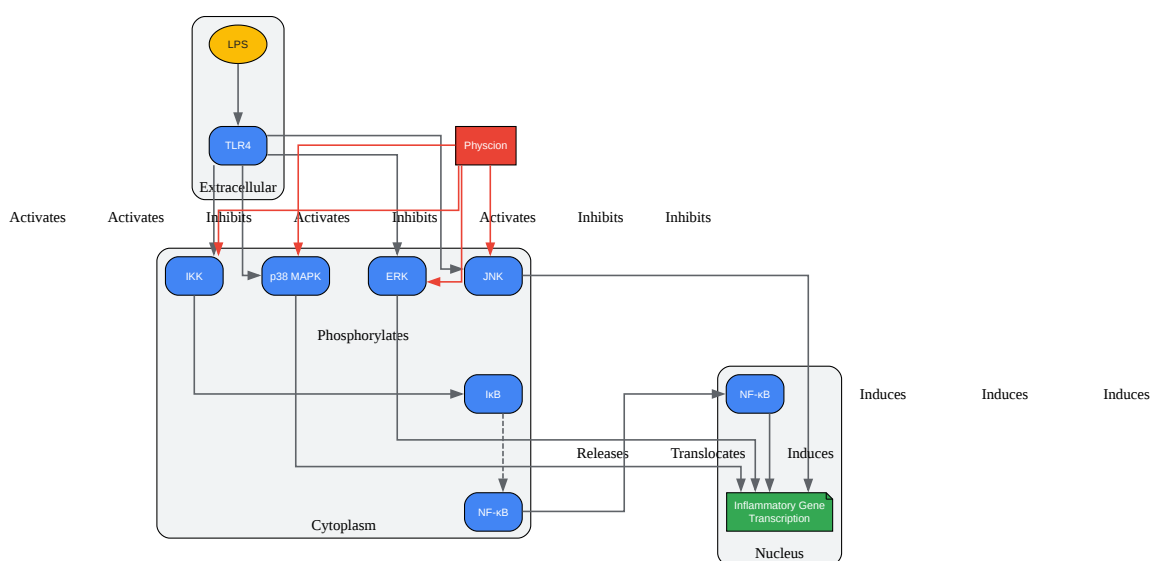 LPS
TLR4
Physcion
Extracellular
Activates
Activates
Inhibits
Activates
Inhibits
Activates
Inhibits
Inhibits
IKK
p38 MAPK
ERK
JNK
Phosphorylates
IκB
NF-κB
Induces
Induces
Induces
Releases
Translocates
Induces
NF-κB
Inflammatory Gene
Transcription
Cytoplasm
Nucleus